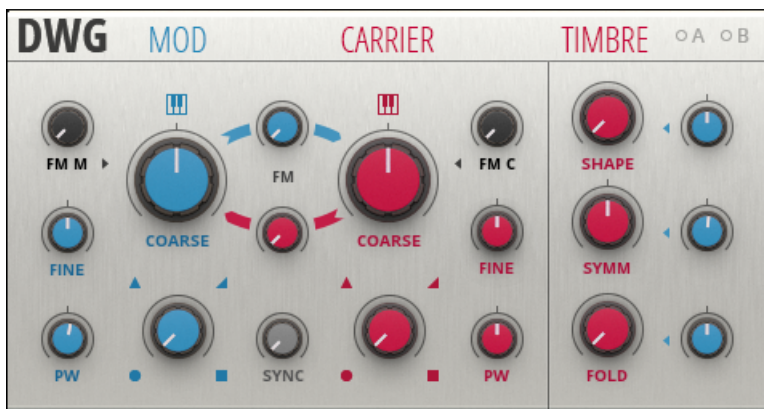 DWG MOD CARRIER TIMBRE A B
FM M FM FM C SHAPE
COARSE COARSE
FINE FINE SYMM
PW SYNC PW FOLD